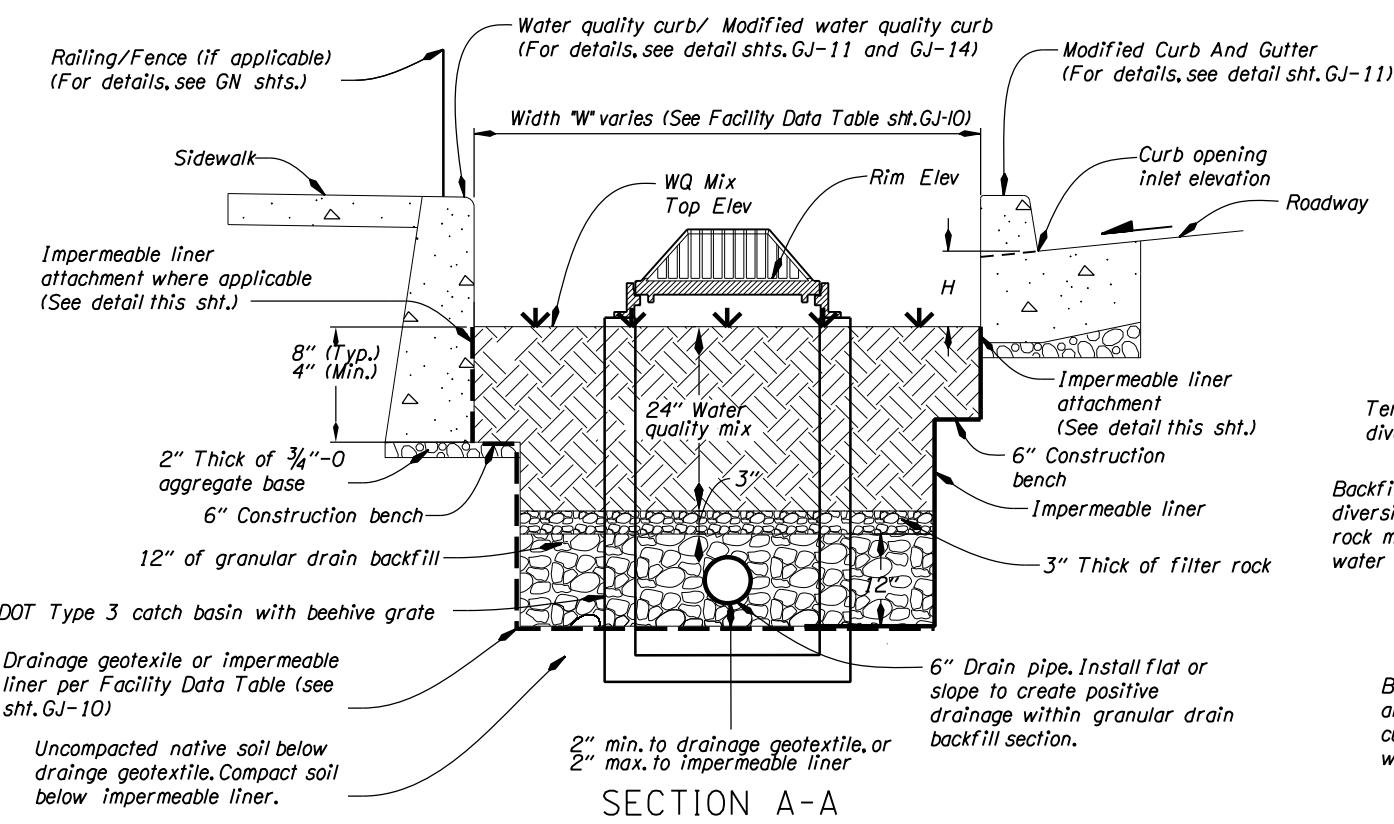 Water quality curb/ Modified water quality curb
(For details, see detail shts. GJ-11 and GJ-14)
Railing/Fence (if applicable)
(For details, see GN shts.)
Modified Curb And Gutter
(For details, see detail sht. GJ-11)
Width "W" varies (See Facility Data Table sht. GJ-10)
Sidewalk
WQ Mix
Top Elev
Rim Elev
Curb opening
inlet elevation
Roadway
Impermeable liner
attachment where applicable
(See detail this sht.)
H
8" (Typ.)
4" (Min.)
24" Water
quality mix
Impermeable liner
attachment
(See detail this sht.)
2" Thick of 3/4"-0
aggregate base
3"
6" Construction
bench
6" Construction bench
Impermeable liner
12" of granular drain backfill
3" Thick of filter rock
12"
DOT Type 3 catch basin with beehive grate
Drainage geotexile or impermeable
liner per Facility Data Table (see
sht. GJ-10)
6" Drain pipe. Install flat or
slope to create positive
drainage within granular drain
backfill section.
Uncompacted native soil below
drainge geotextile. Compact soil
below impermeable liner.
2" min. to drainage geotextile, or
2" max. to impermeable liner
SECTION A-A
rock
water